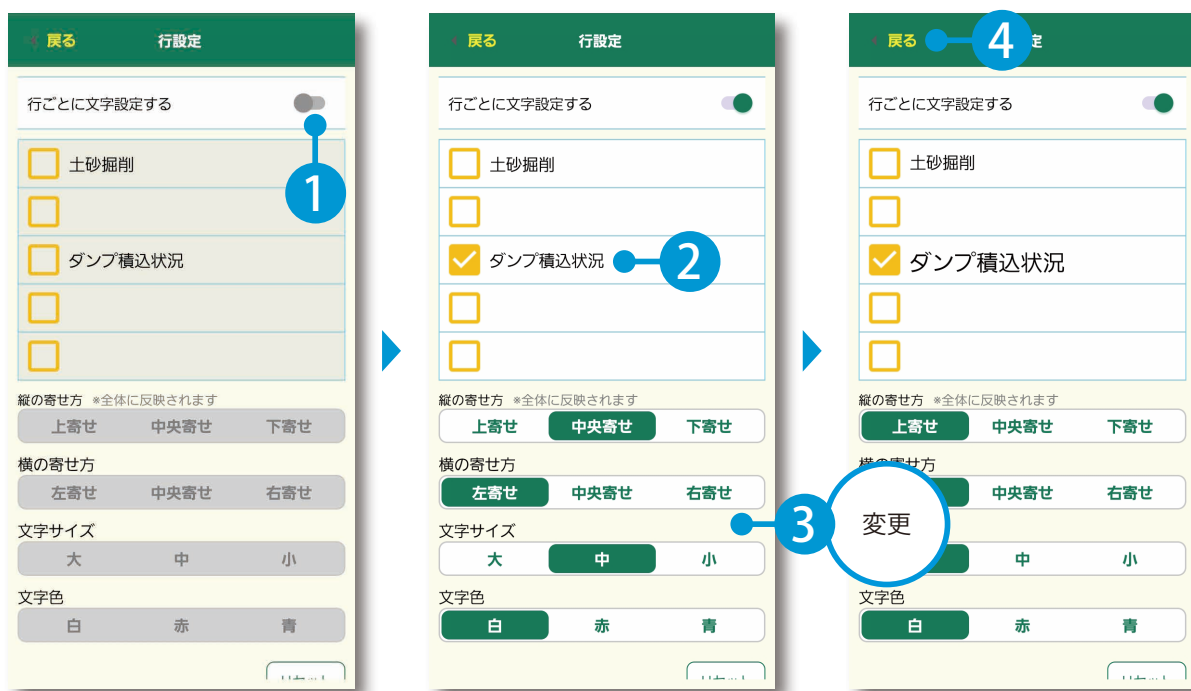 戻る 行設定
行ごとに文字設定する
1
土砂掘削
ダンプ積込状況
縦の寄せ方 ※全体に反映されます
上寄せ 中央寄せ 下寄せ
横の寄せ方
左寄せ 中央寄せ 右寄せ
文字サイズ
大 中 小
文字色
白 赤 青
戻る 行設定
行ごとに文字設定する
土砂掘削
ダンプ積込状況
2
縦の寄せ方 ※全体に反映されます
上寄せ 中央寄せ 下寄せ
横の寄せ方
左寄せ 中央寄せ 右寄せ
3 変更
文字サイズ
大 中 小
文字色
白 赤 青
戻る 4 定
行ごとに文字設定する
土砂掘削
ダンプ積込状況
縦の寄せ方 ※全体に反映されます
上寄せ 中央寄せ 下寄せ
横の寄せ方
中央寄せ 右寄せ
中 小
文字色
白 赤 青